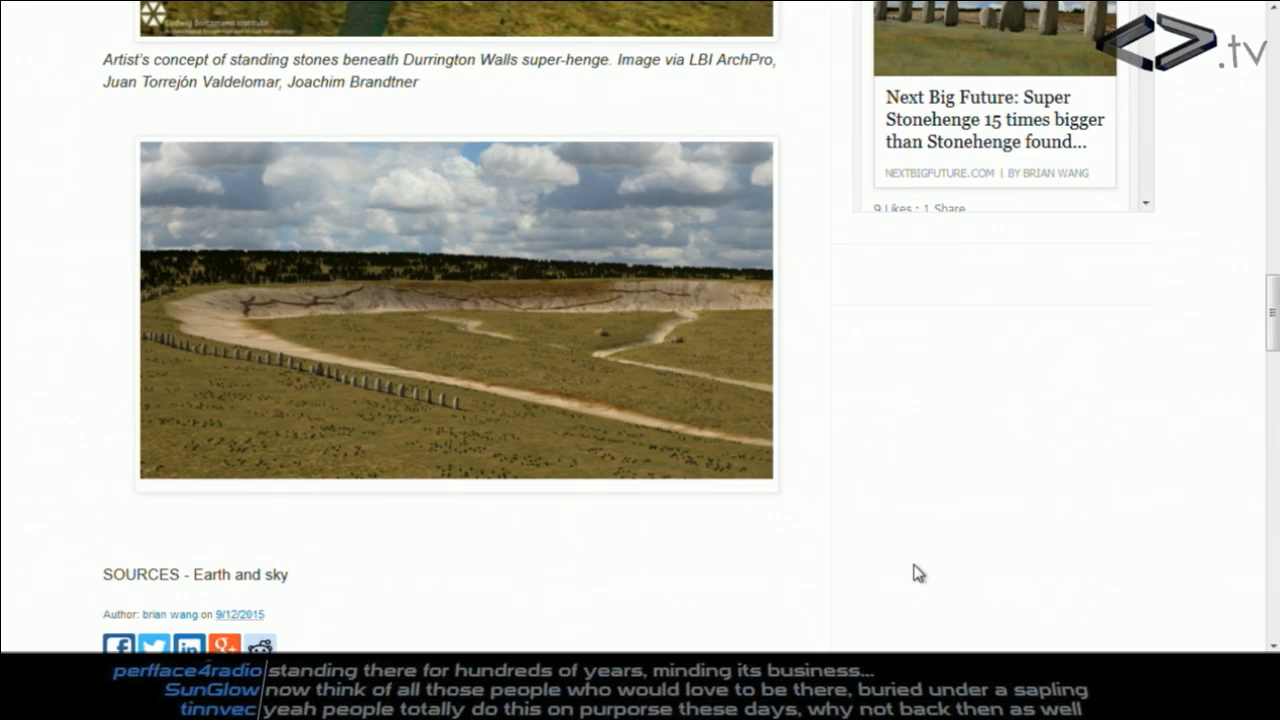 Ludwig Boltzmann Institute
.tv
Artist's concept of standing stones beneath Durrington Walls super-henge. Image via LBI ArchPro,
Juan Torrejón Valdelomar, Joachim Brandtner
Next Big Future: Super
Stonehenge 15 times bigger
than Stonehenge found...
NEXTBIGFUTURE.COM | BY BRIAN WANG
9 Likes · 1 Share
SOURCES - Earth and sky
Author: brian wang on 9/12/2015
perfface4radio standing there for hundreds of years, minding its business...
SunGlow now think of all those people who would love to be there, buried under a sapling
tinnvec yeah people totally do this on purporse these days, why not back then as well